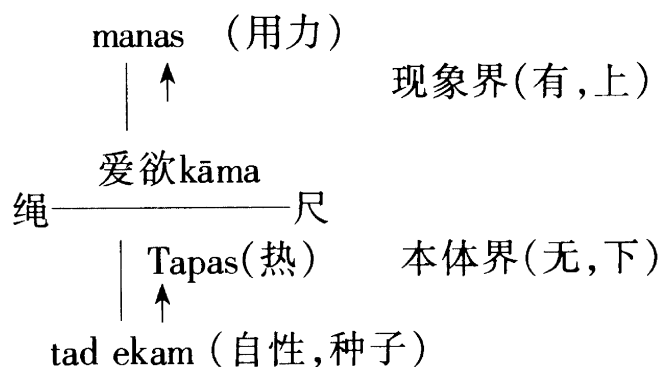 manas （用力）
现象界（有，上）
爱欲kāma
绳 尺
Tapas（热） 本体界（无，下）
tad ekam（自性，种子）